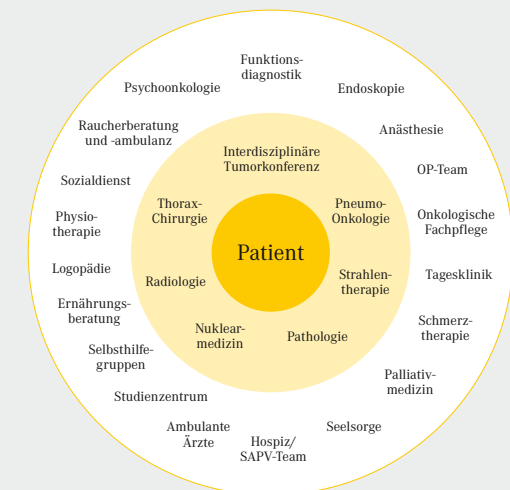 Funktions-
diagnostik
Psychoonkologie
Endoskopie
Raucherberatung
und -ambulanz
Anästhesie
Interdisziplinäre
Tumorkonferenz
OP-Team
Sozialdienst
Thorax-
Chirurgie
Pneumo-
Onkologie
Onkologische
Fachpflege
Physio-
therapie
Patient
Logopädie
Radiologie
Strahlen-
therapie
Tagesklinik
Ernährungs-
beratung
Nuklear-
medizin
Pathologie
Schmerz-
therapie
Selbsthilfe-
gruppen
Palliativ-
medizin
Studienzentrum
Ambulante
Ärzte
Seelsorge
Hospiz/
SAPV-Team